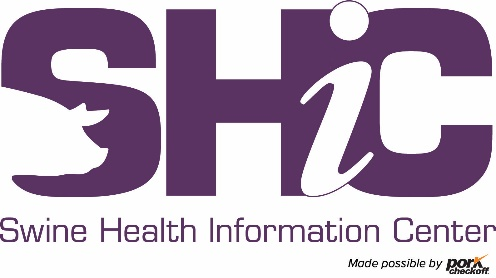 SHiC
Swine Health Information Center
Made possible by pork checkoff